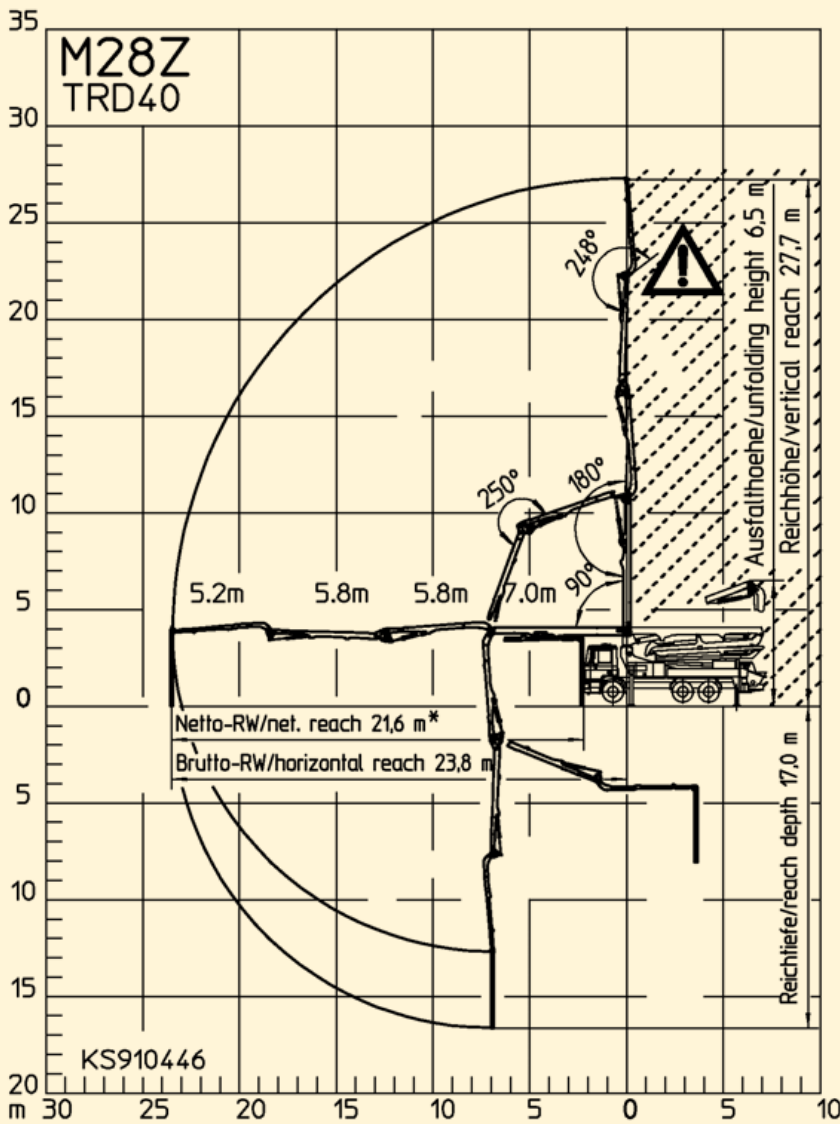 35
M28Z
TRD40
30
25
20
15
10
5
0
5
10
15
20
248°
250°
180°
90°
5.2m 5.8m 5.8m 7.0m
Ausfalthoehe/unfolding height 6,5 m
Reichhöhe/vertical reach 27,7 m
Netto-RW/net. reach 21,6 m*
Brutto-RW/horizontal reach 23,8 m
Reichtiefe/reach depth 17,0 m
KS910446
m 30 25 20 15 10 5 0 5 10